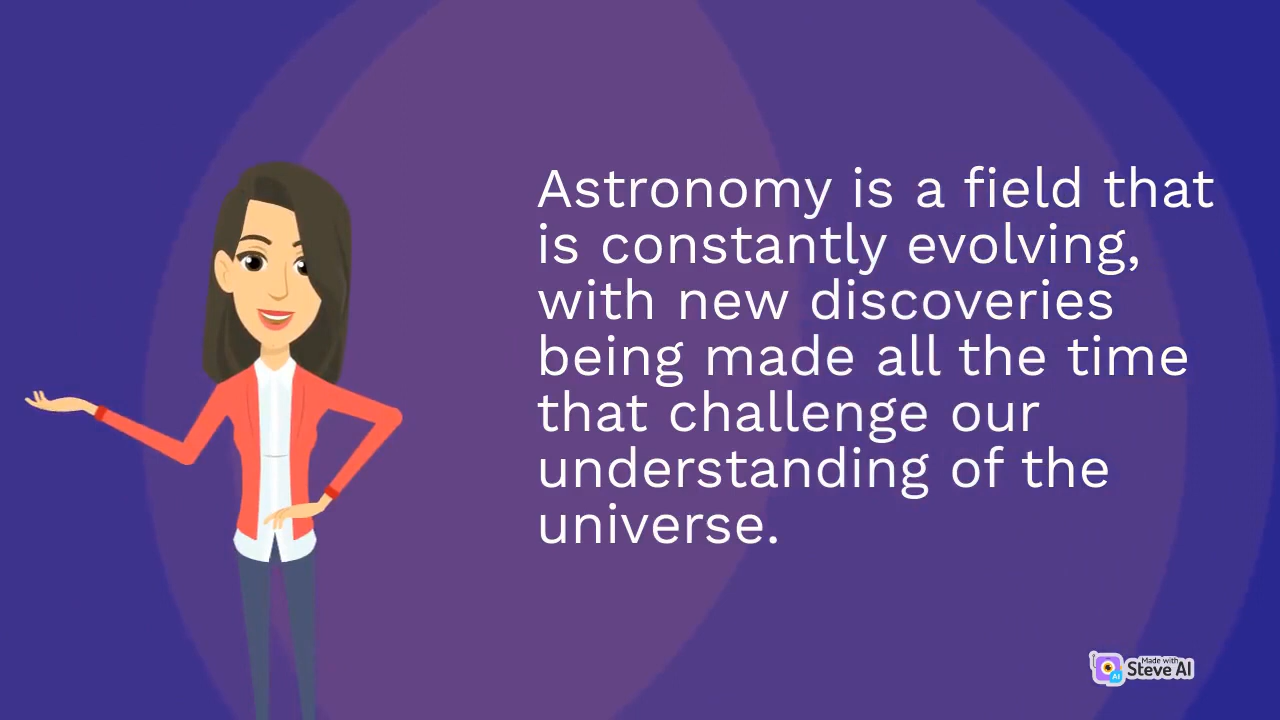 Astronomy is a field that
is constantly evolving,
with new discoveries
being made all the time
that challenge our
understanding of the
universe.
Made with
Steve AI
AI